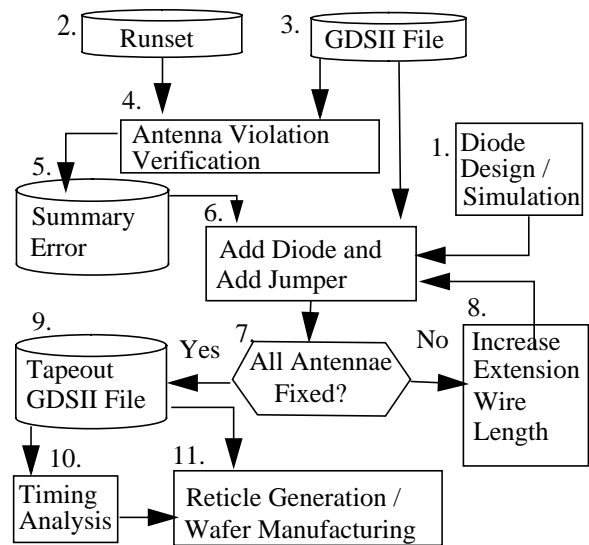 2.
Runset
3.
GDSII File
4.
Antenna Violation
Verification
1.
Diode
Design /
Simulation
5.
Summary
Error
6.
Add Diode and
Add Jumper
7.
All Antennae
Fixed?
Yes
No
8.
Increase
Extension
Wire
Length
9.
Tapeout
GDSII File
10.
Timing
Analysis
11.
Reticle Generation /
Wafer Manufacturing